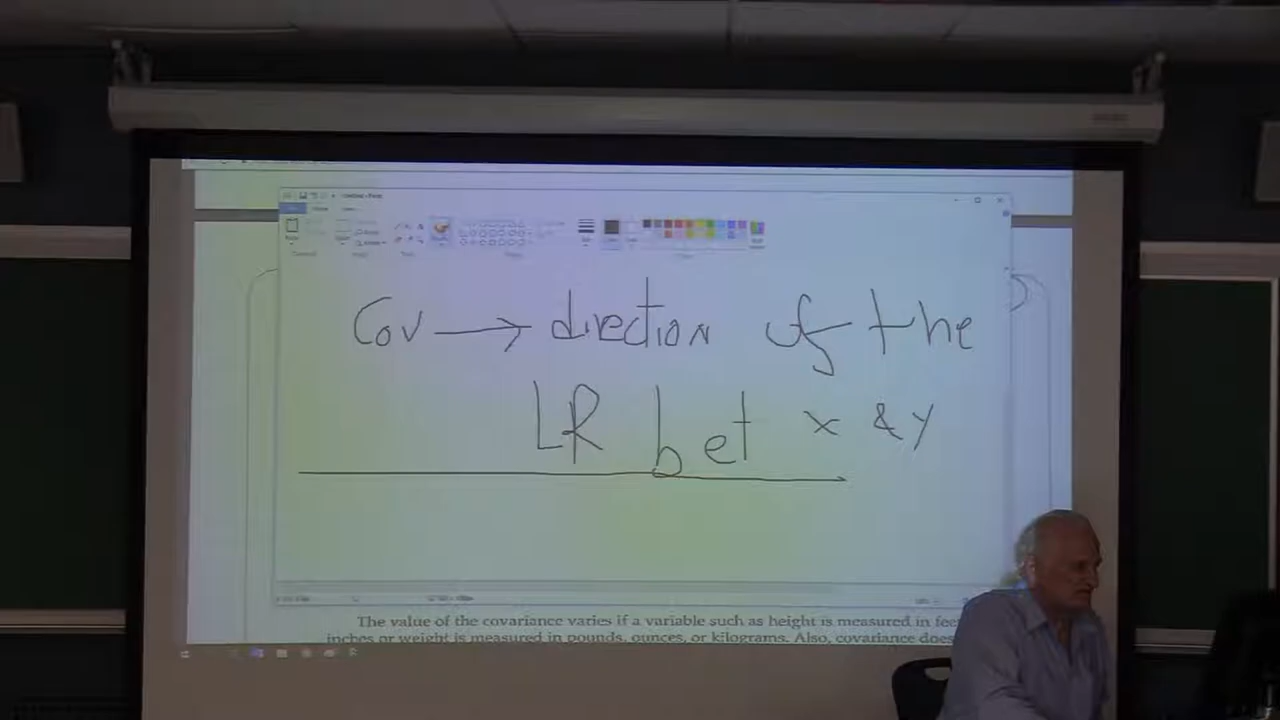 Cov → direction of the
LR bet x & y
The value of the covariance varies if a variable such as height is measured in fee
inches or weight is measured in pounds, ounces, or kilograms. Also, covariance does